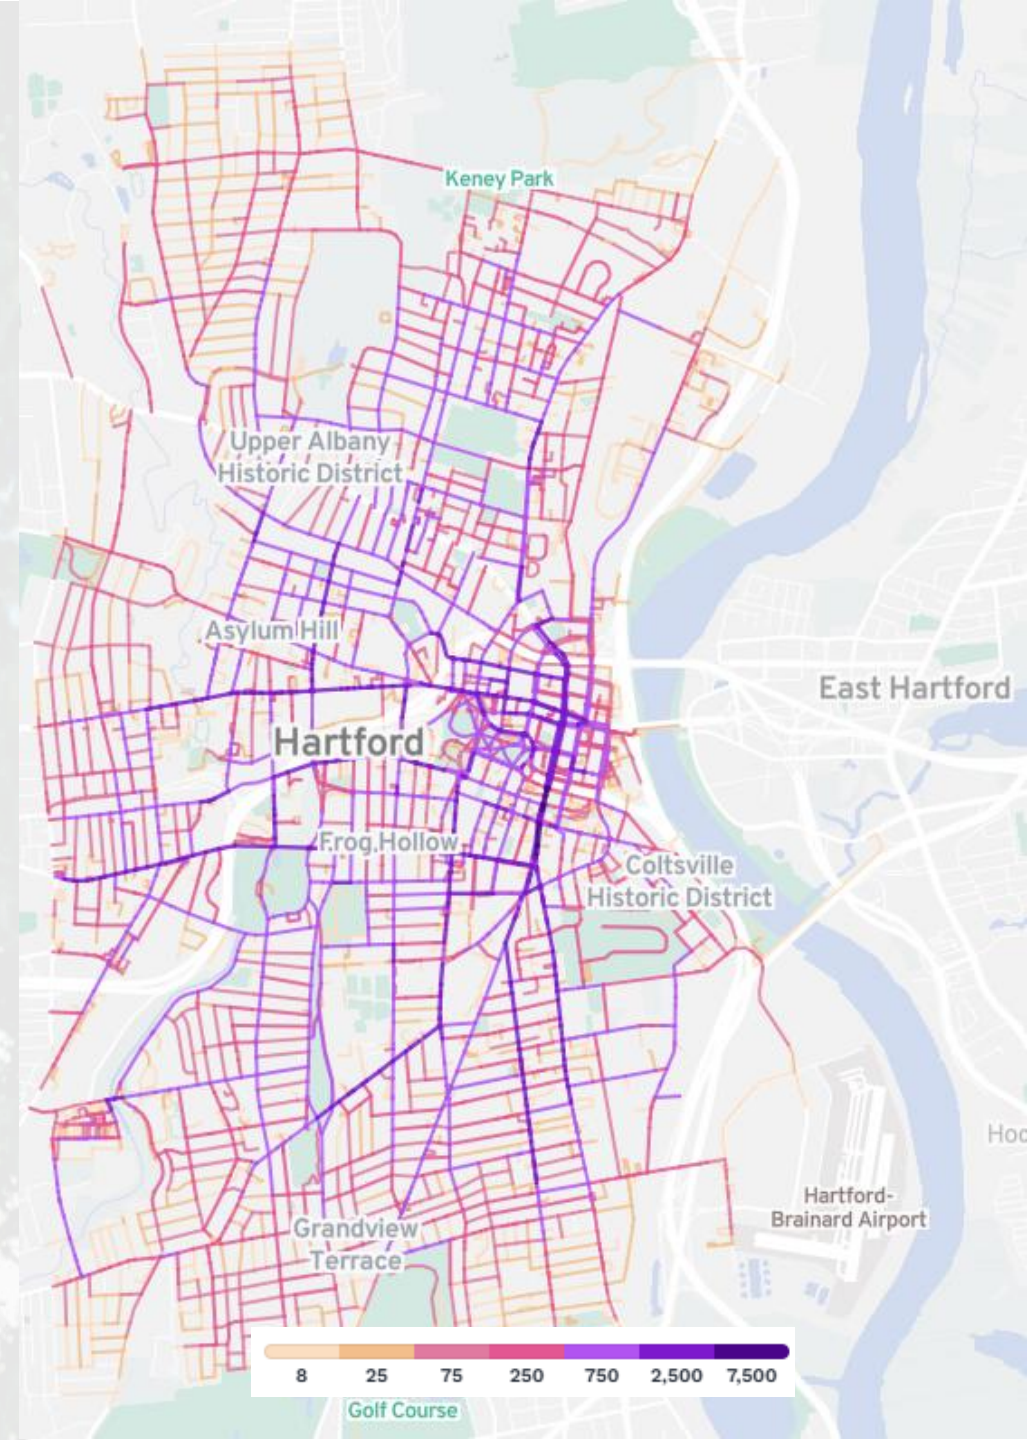 Keney Park
Upper Albany
Historic District
Asylum Hill
East Hartford
Hartford
Frog Hollow
Coltsville
Historic District
Hoc
Hartford-
Brainard Airport
Grandview
Terrace
8 25 75 250 750 2,500 7,500
Golf Course